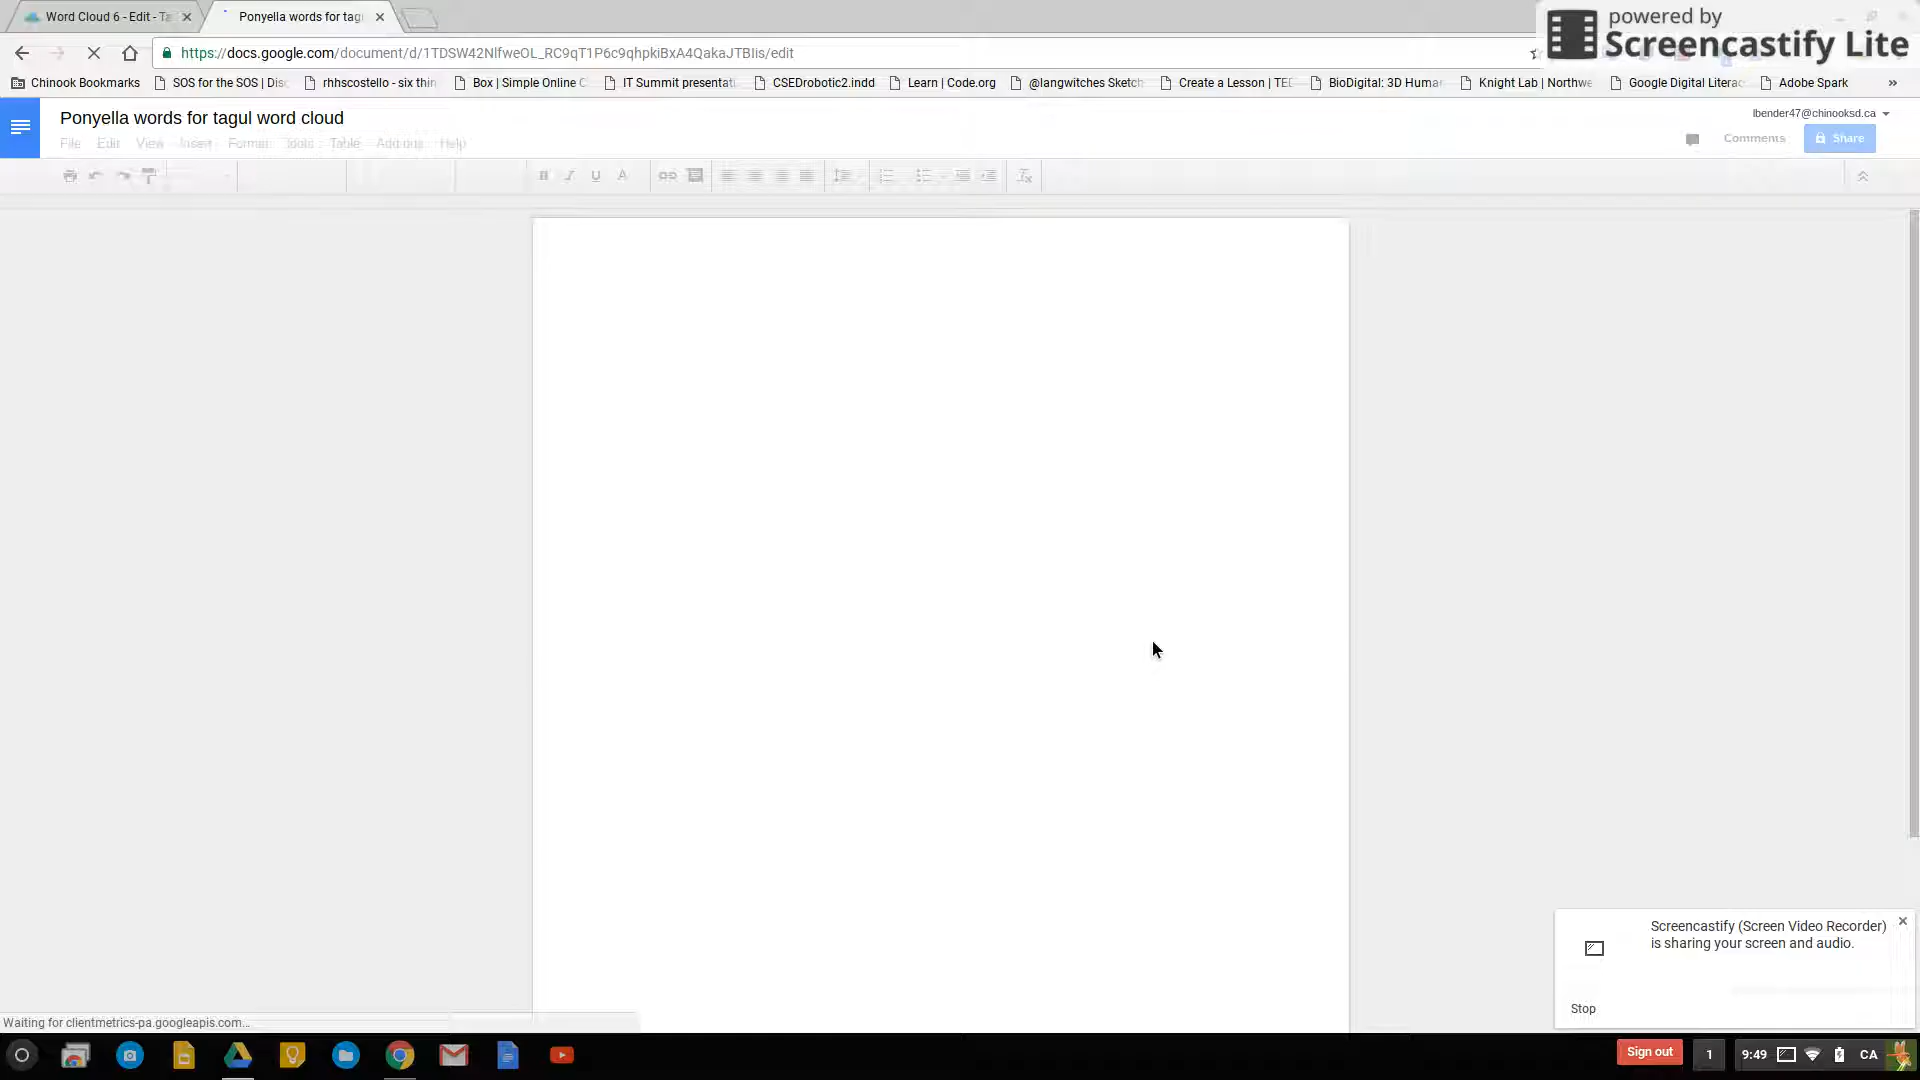 Word Cloud 6 - Edit - Ta
Ponyella words for tag
powered by
Screencastify Lite
https://docs.google.com/document/d/1TDSW42NlfweOL_RC9qT1P6c9qhpkiBxA4QakaJTBIis/edit
Chinook Bookmarks
SOS for the SOS | Disc
rhhscostello - six thin
Box | Simple Online C
IT Summit presentati
CSEDrobotic2.indd
Learn | Code.org
@langwitches Sketch
Create a Lesson | TED
BioDigital: 3D Human
Knight Lab | Northwe
Google Digital Literac
Adobe Spark
Ponyella words for tagul word cloud
lbender47@chinooksd.ca
File Edit View Insert Format Tools Table Add-ons Help
Comments
Share
B I U A
Screencastify (Screen Video Recorder)
is sharing your screen and audio.
Stop
Waiting for clientmetrics-pa.googleapis.com...
Sign out
1
9:49
CA